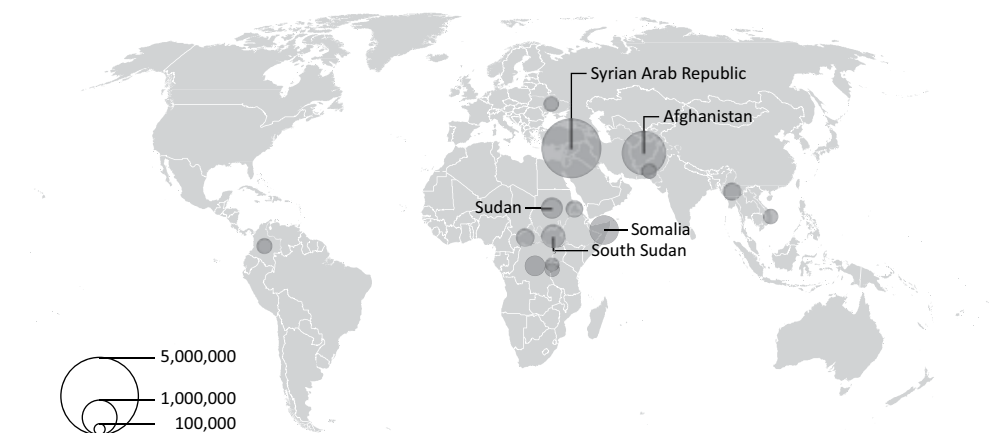 Syrian Arab Republic
Afghanistan
Sudan
Somalia
South Sudan
5,000,000
1,000,000
100,000